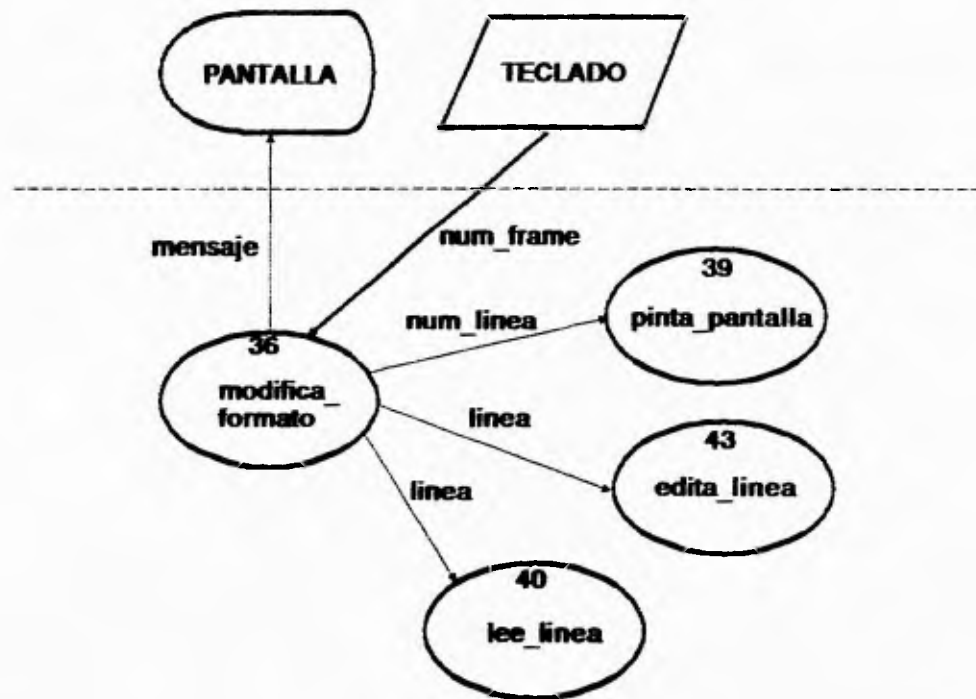 PANTALLA
TECLADO
mensaje
num_frame
39
num_linea
pinta_pantalla
36
modifica_
formato
linea
43
edita_linea
linea
40
lee_linea